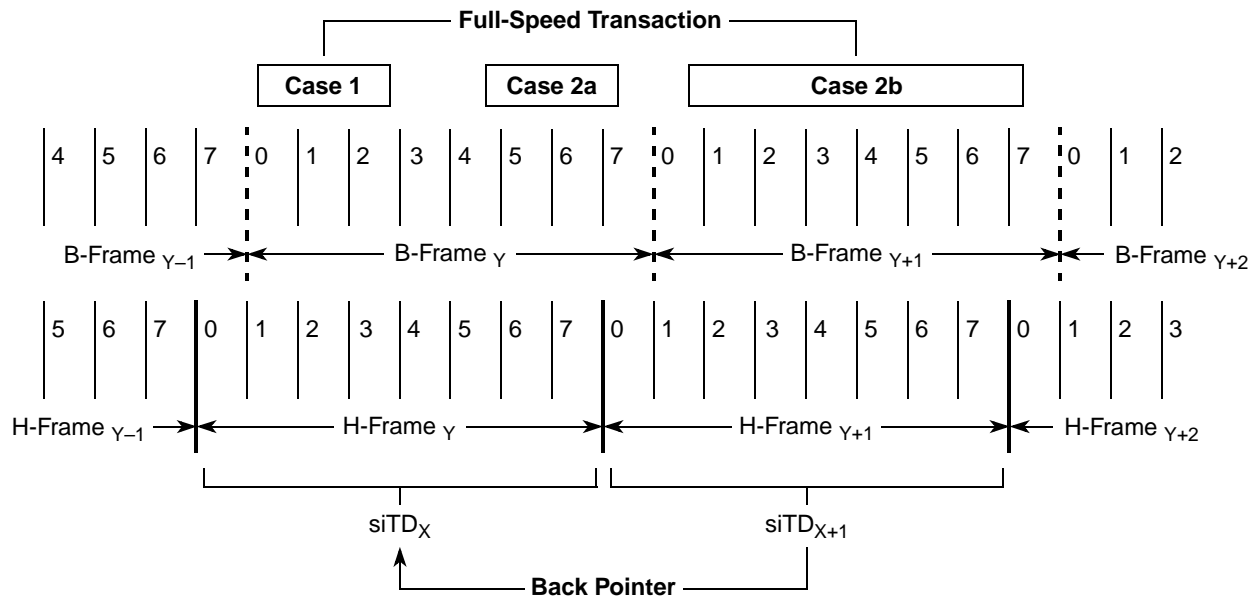 Full-Speed Transaction
Case 1 Case 2a Case 2b
4 5 6 7 0 1 2 3 4 5 6 7 0 1 2 3 4 5 6 7 0 1 2
B-Frame Y–1 B-Frame Y B-Frame Y+1 B-Frame Y+2
5 6 7 0 1 2 3 4 5 6 7 0 1 2 3 4 5 6 7 0 1 2 3
H-Frame Y–1 H-Frame Y H-Frame Y+1 H-Frame Y+2
siTDX siTDX+1
Back Pointer